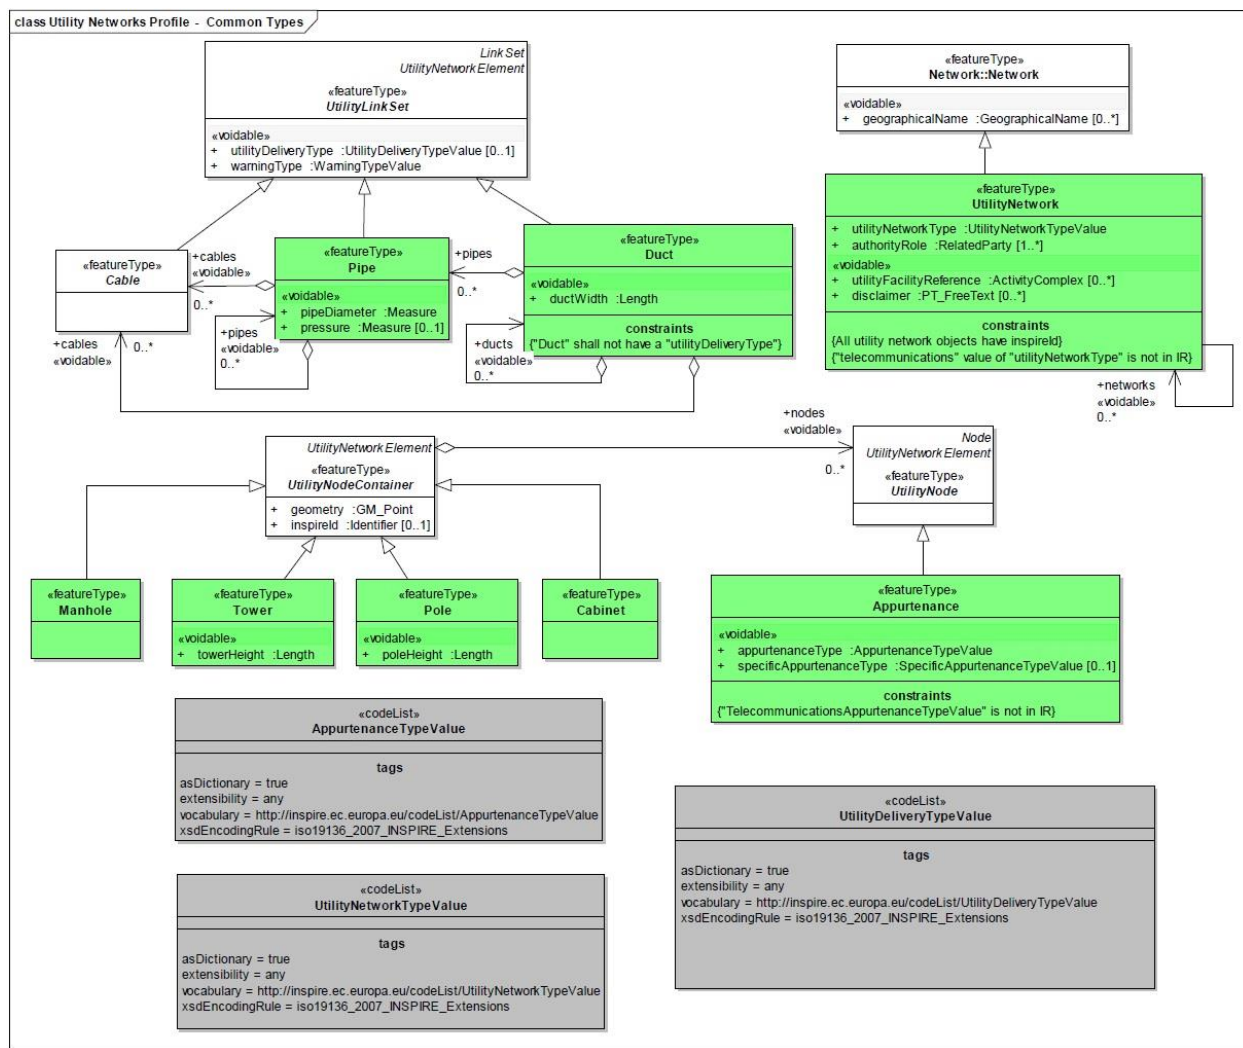 class Utility Networks Profile - Common Types
LinkSet
UtilityNetworkElement
«featureType»
UtilityLinkSet
«voidable»
+ utilityDeliveryType :UtilityDeliveryTypeValue [0..1]
+ warningType :WarningTypeValue
«featureType»
Network::Network
«voidable»
+ geographicalName :GeographicalName [0..*]
«featureType»
UtilityNetwork
+ utilityNetworkType :UtilityNetworkTypeValue
+ authorityRole :RelatedParty [1..*]
«voidable»
+ utilityFacilityReference :ActivityComplex [0..*]
+ disclaimer :PT_FreeText [0..*]
constraints
{All utility network objects have inspireId}
{"telecommunications" value of "utilityNetworkType" is not in IR}
+networks
«voidable»
0..*
«featureType»
Cable
+cables
«voidable»
0..*
«featureType»
Pipe
«voidable»
+ pipeDiameter :Measure
+ pressure :Measure [0..1]
+pipes
0..*
«featureType»
Duct
«voidable»
+ ductWidth :Length
constraints
{"Duct" shall not have a "utilityDeliveryType"}
+cables
«voidable»
0..*
+pipes
«voidable»
0..*
+ducts
«voidable»
0..*
UtilityNetworkElement
«featureType»
UtilityNodeContainer
+ geometry :GM_Point
+ inspireId :Identifier [0..1]
+nodes
«voidable»
0..*
Node
UtilityNetworkElement
«featureType»
UtilityNode
«featureType»
Manhole
«featureType»
Tower
«voidable»
+ towerHeight :Length
«featureType»
Pole
«voidable»
+ poleHeight :Length
«featureType»
Cabinet
«featureType»
Appurtenance
«voidable»
+ appurtenanceType :AppurtenanceTypeValue
+ specificAppurtenanceType :SpecificAppurtenanceTypeValue [0..1]
constraints
{"TelecommunicationsAppurtenanceTypeValue" is not in IR}
«codeList»
AppurtenanceTypeValue
tags
asDictionary = true
extensibility = any
vocabulary = http://inspire.ec.europa.eu/codeList/AppurtenanceTypeValue
xsdEncodingRule = iso19136_2007_INSPIRE_Extensions
«codeList»
UtilityDeliveryTypeValue
tags
asDictionary = true
extensibility = any
vocabulary = http://inspire.ec.europa.eu/codeList/UtilityDeliveryTypeValue
xsdEncodingRule = iso19136_2007_INSPIRE_Extensions
«codeList»
UtilityNetworkTypeValue
tags
asDictionary = true
extensibility = any
vocabulary = http://inspire.ec.europa.eu/codeList/UtilityNetworkTypeValue
xsdEncodingRule = iso19136_2007_INSPIRE_Extensions